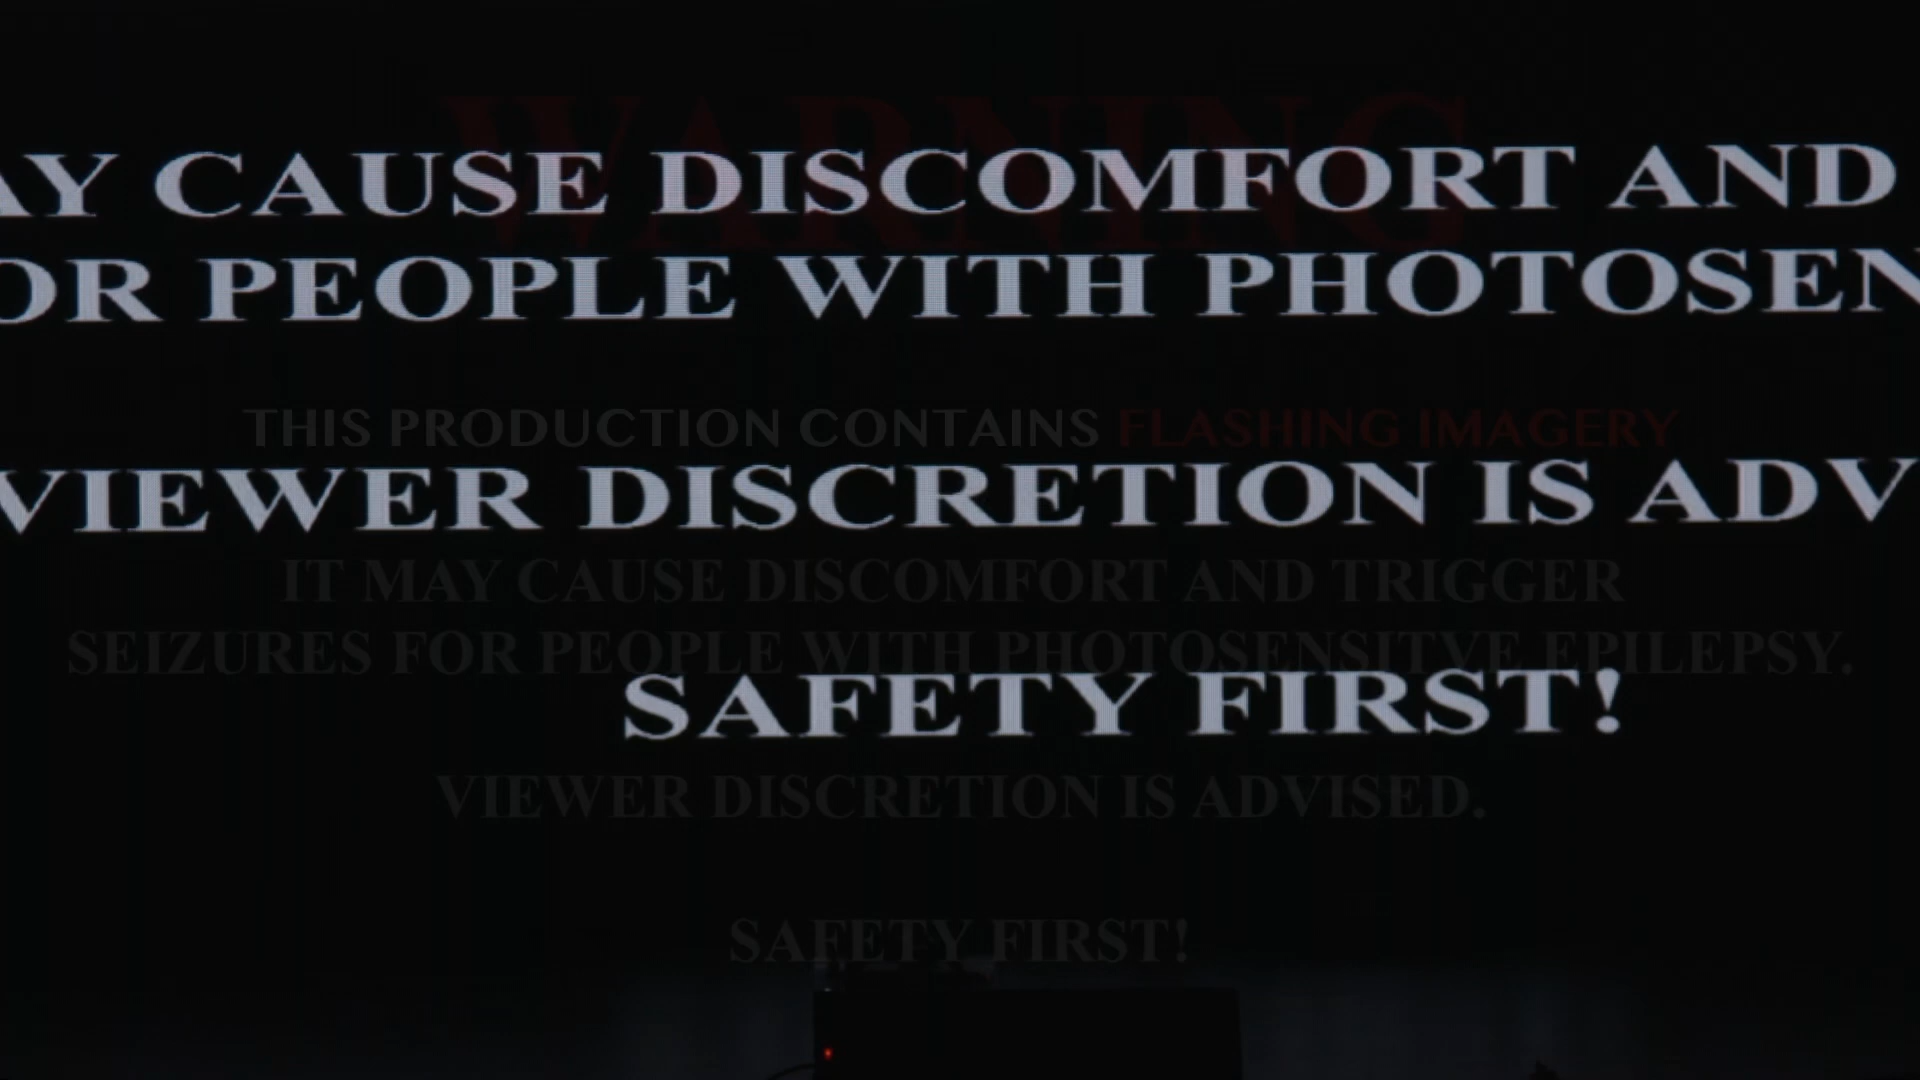 WARNING
AY CAUSE DISCOMFORT AND
OR PEOPLE WITH PHOTOSEN
THIS PRODUCTION CONTAINS FLASHING IMAGERY
VIEWER DISCRETION IS ADV
IT MAY CAUSE DISCOMFORT AND TRIGGER
SEIZURES FOR PEOPLE WITH PHOTOSENSITVE EPILEPSY.
SAFETY FIRST!
VIEWER DISCRETION IS ADVISED.
SAFETY FIRST!